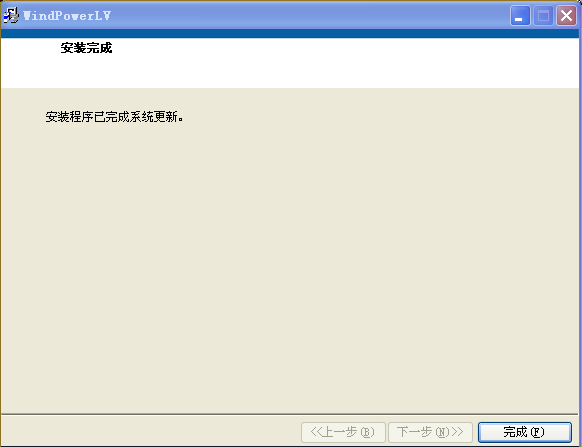 WindPowerLV
安装完成
安装程序已完成系统更新。
<<上一步(B)
下一步(N)>>
完成(F)